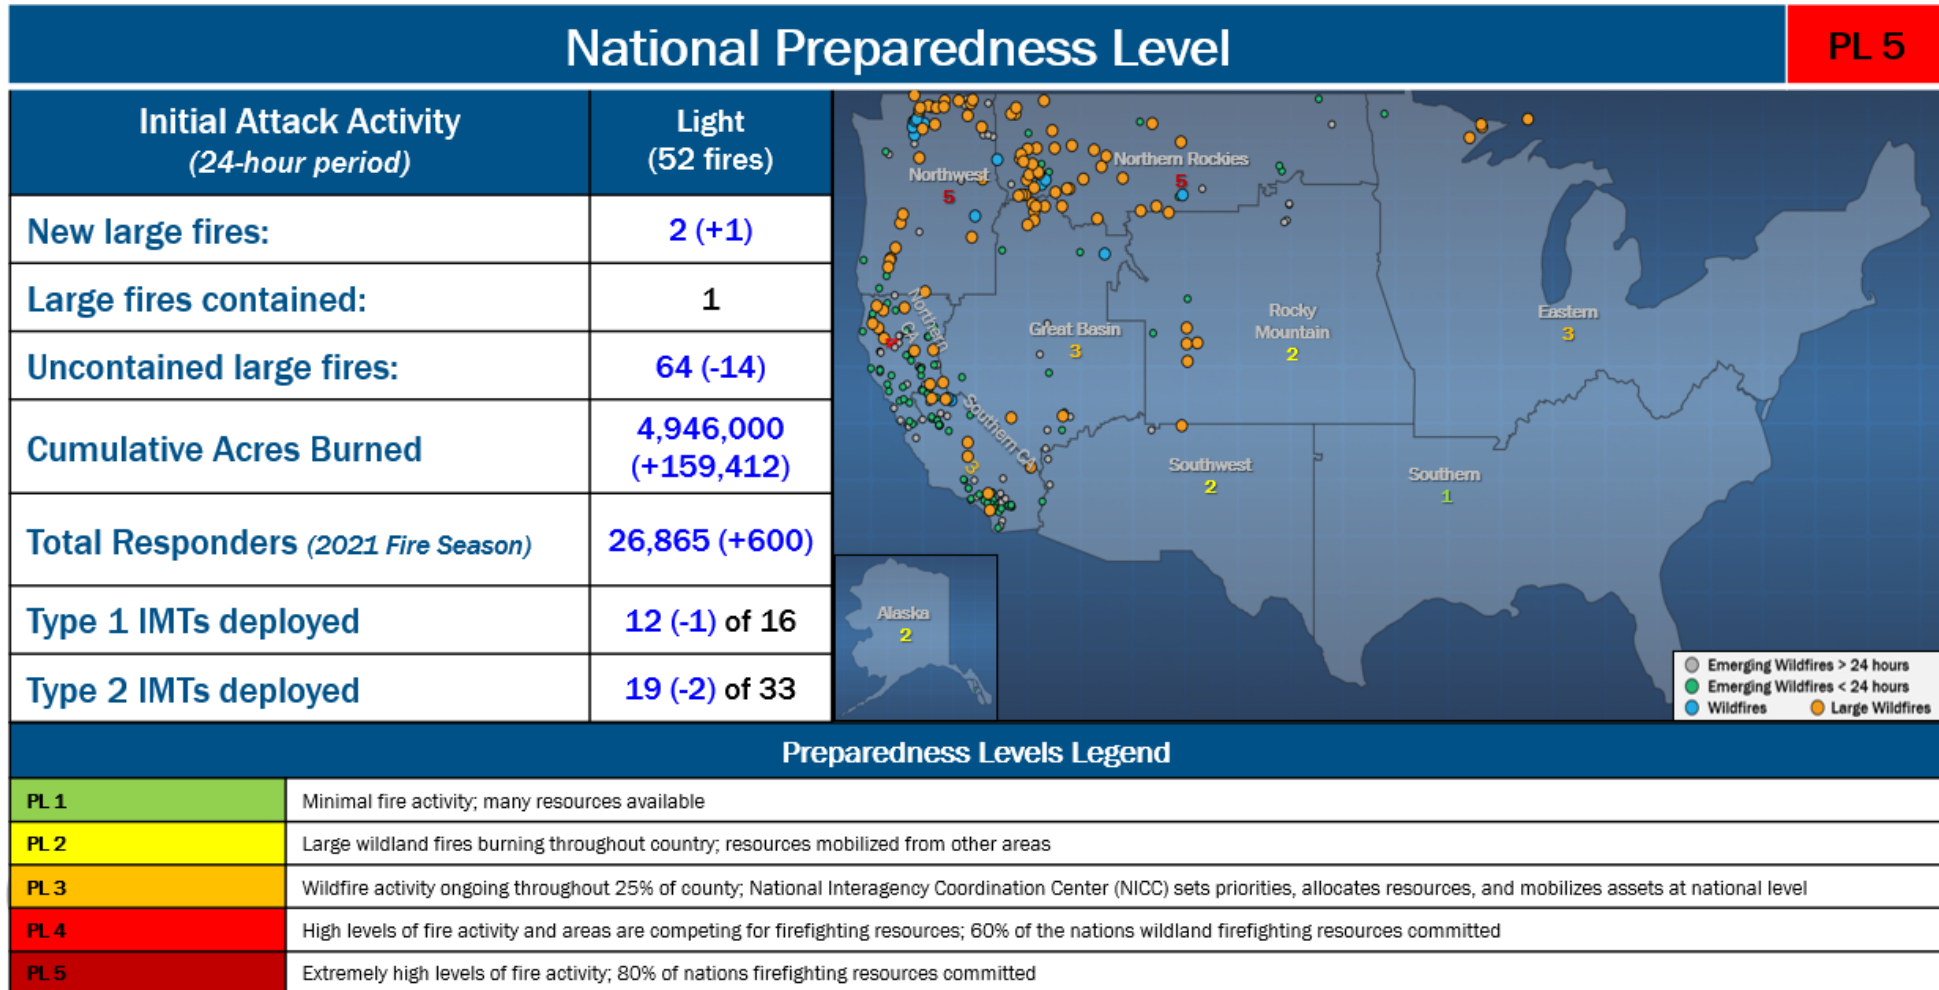 National Preparedness Level
PL 5
Initial Attack Activity
(24-hour period)
Light
(52 fires)
New large fires:
2 (+1)
Large fires contained:
1
Uncontained large fires:
64 (-14)
Cumulative Acres Burned
4,946,000
(+159,412)
Total Responders (2021 Fire Season)
26,865 (+600)
Type 1 IMTs deployed
12 (-1) of 16
Type 2 IMTs deployed
19 (-2) of 33
Northwest
5
Northern Rockies
5
Northern
CA
Great Basin
3
Rocky
Mountain
2
Eastern
3
Southern CA
3
Southwest
2
Southern
1
Alaska
2
Emerging Wildfires > 24 hours
Emerging Wildfires < 24 hours
Wildfires
Large Wildfires
Preparedness Levels Legend
PL 1
Minimal fire activity; many resources available
PL 2
Large wildland fires burning throughout country; resources mobilized from other areas
PL 3
Wildfire activity ongoing throughout 25% of county; National Interagency Coordination Center (NICC) sets priorities, allocates resources, and mobilizes assets at national level
PL 4
High levels of fire activity and areas are competing for firefighting resources; 60% of the nations wildland firefighting resources committed
PL 5
Extremely high levels of fire activity; 80% of nations firefighting resources committed